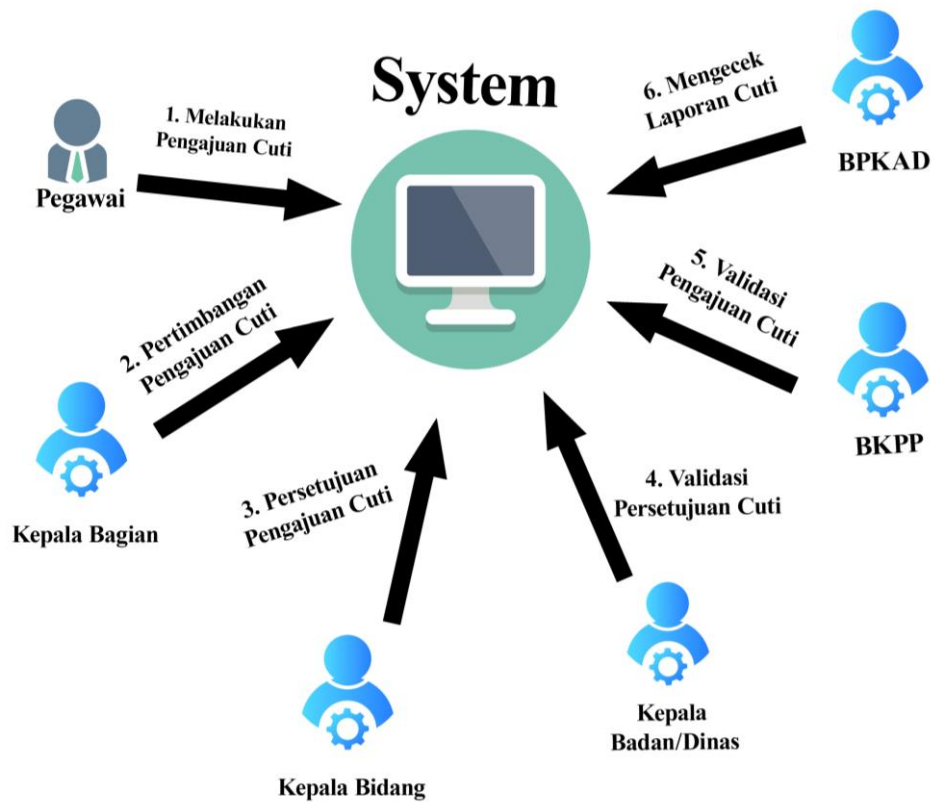 System
1. Melakukan
Pengajuan Cuti
Pegawai
2. Pertimbangan
Pengajuan Cuti
Kepala Bagian
3. Persetujuan
Pengajuan Cuti
Kepala Bidang
4. Validasi
Persetujuan Cuti
Kepala
Badan/Dinas
5. Validasi
Pengajuan Cuti
BKPP
6. Mengecek
Laporan Cuti
BPKAD